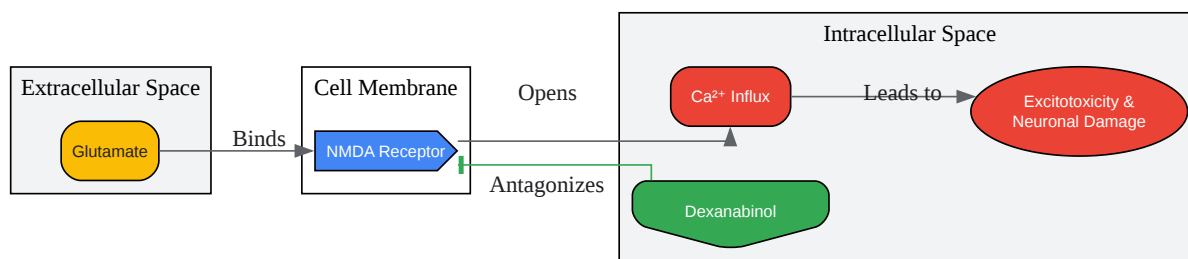 Intracellular Space
Extracellular Space
Cell Membrane
Opens
Ca²⁺ Influx
Leads to
Excitotoxicity &
Neuronal Damage
Glutamate
Binds
NMDA Receptor
Antagonizes
Dexanabinol